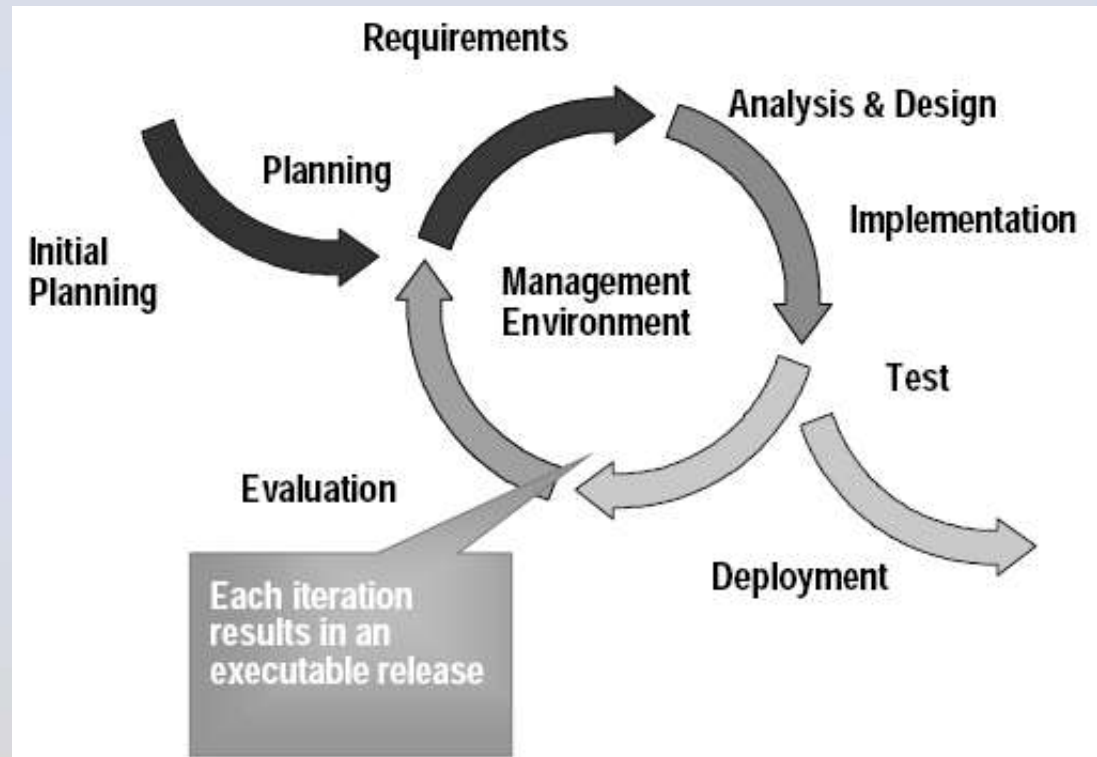 Requirements
Analysis & Design
Planning
Implementation
Initial
Planning
Management
Environment
Test
Evaluation
Deployment
Each iteration
results in an
executable release